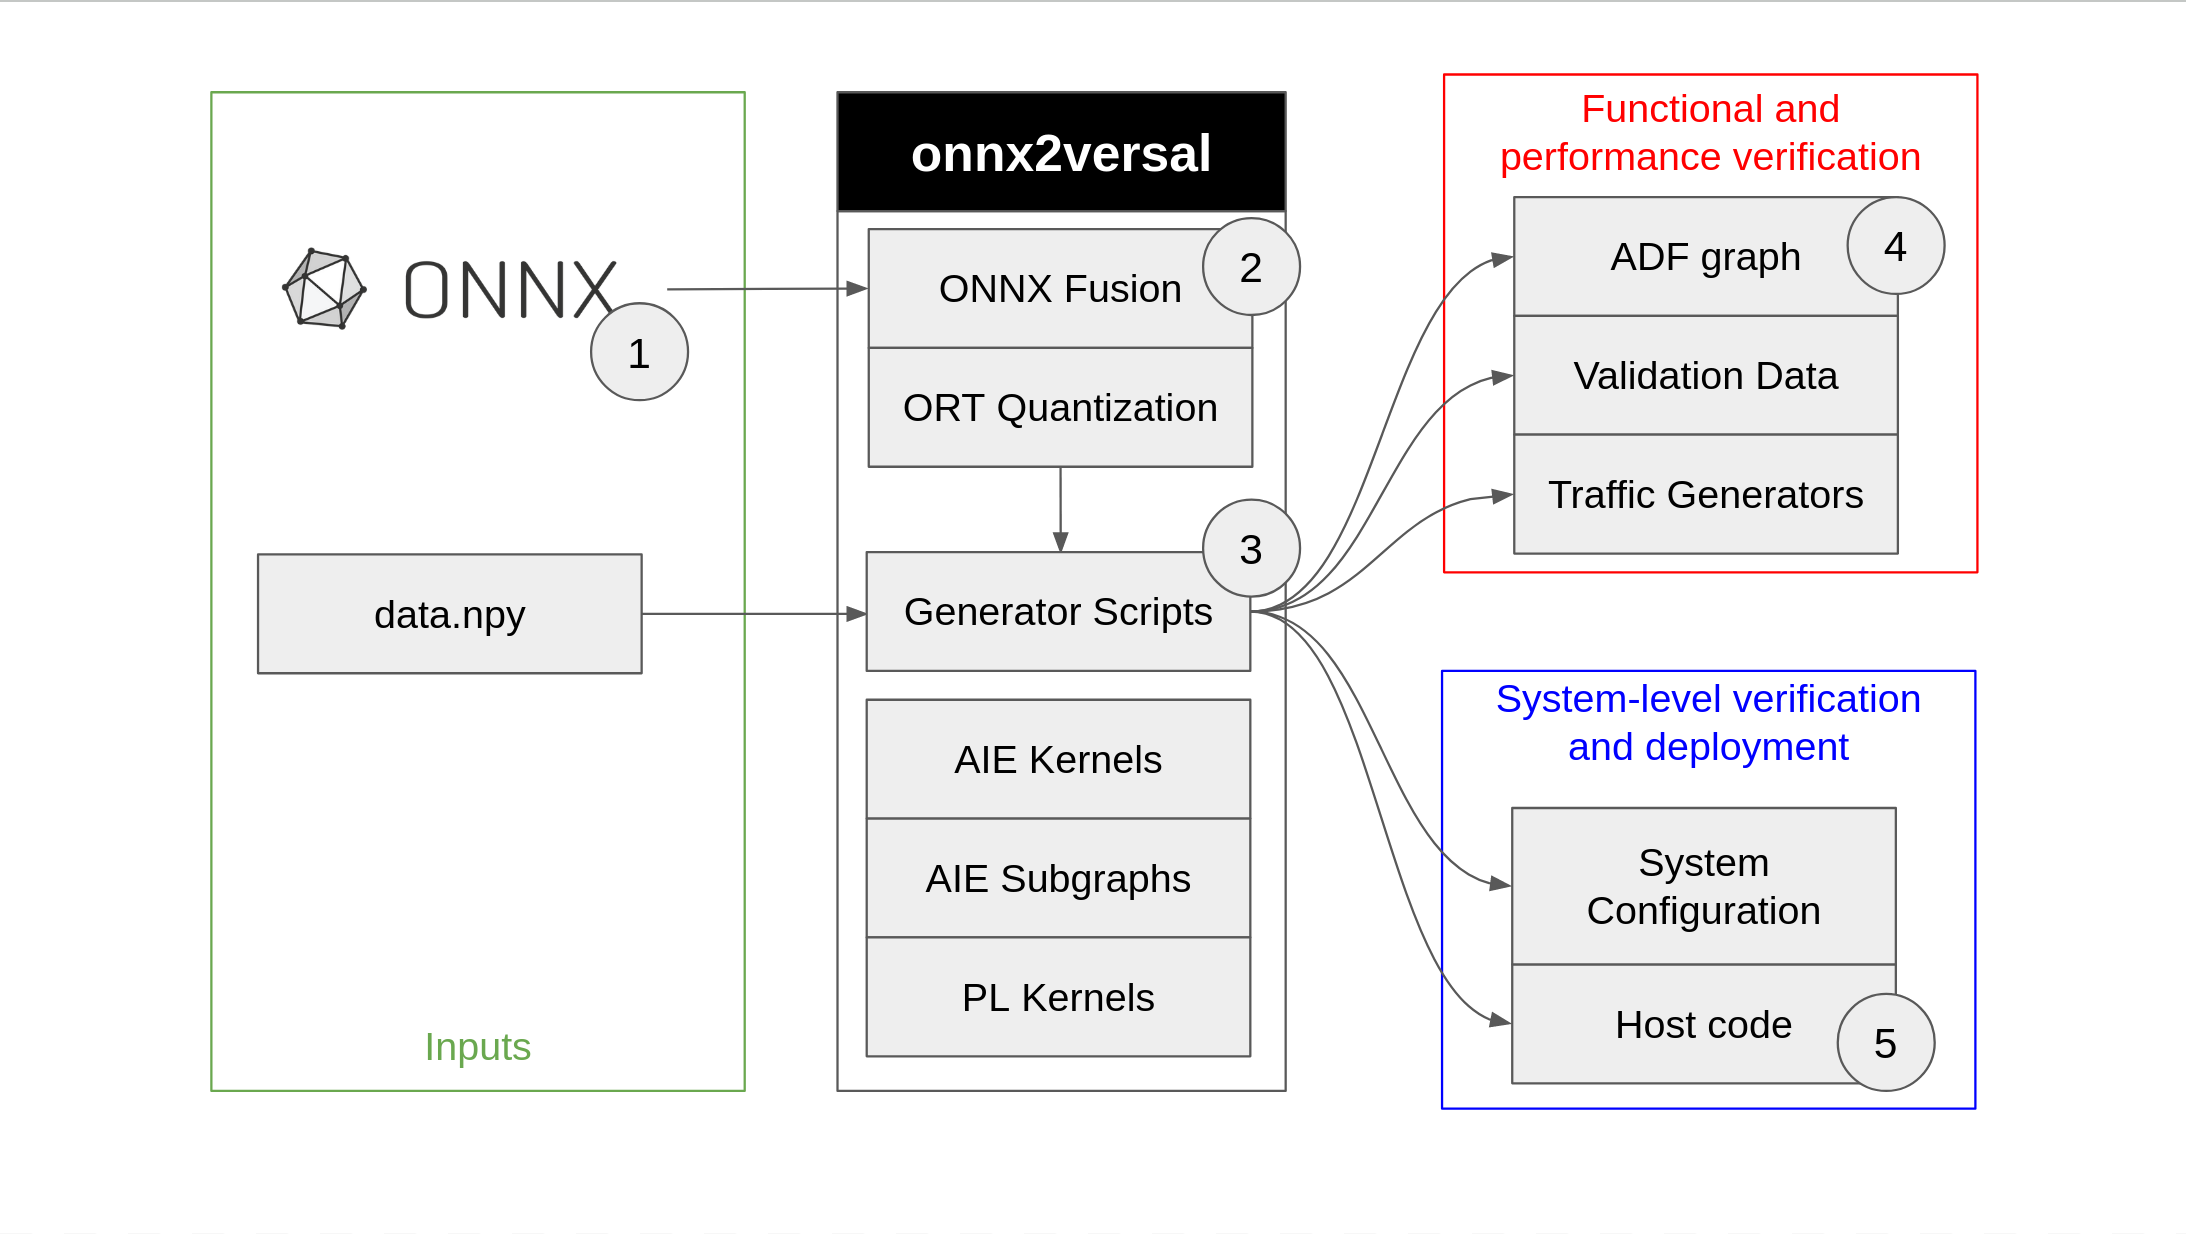 ONNX
1
data.npy
Inputs
onnx2versal
ONNX Fusion
2
ORT Quantization
3
Generator Scripts
AIE Kernels
AIE Subgraphs
PL Kernels
Functional and
performance verification
ADF graph
4
Validation Data
Traffic Generators
System-level verification
and deployment
System
Configuration
Host code
5